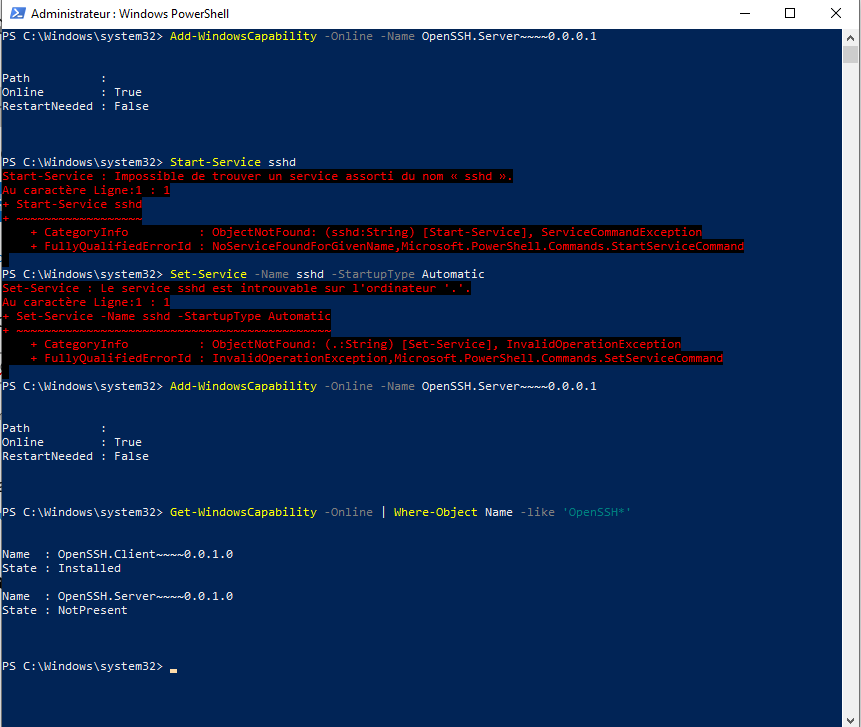 Administrateur : Windows PowerShell
PS C:\Windows\system32> Add-WindowsCapability -Online -Name OpenSSH.Server~~~~0.0.0.1
Path          :
Online        : True
RestartNeeded : False
PS C:\Windows\system32> Start-Service sshd
Start-Service : Impossible de trouver un service assorti du nom « sshd ».
Au caractère Ligne:1 : 1
+ Start-Service sshd
+ ~~~~~~~~~~~~~~~~~~
    + CategoryInfo          : ObjectNotFound: (sshd:String) [Start-Service], ServiceCommandException
    + FullyQualifiedErrorId : NoServiceFoundForGivenName,Microsoft.PowerShell.Commands.StartServiceCommand
PS C:\Windows\system32> Set-Service -Name sshd -StartupType Automatic
Set-Service : Le service sshd est introuvable sur l'ordinateur '.'.
Au caractère Ligne:1 : 1
+ Set-Service -Name sshd -StartupType Automatic
+ ~~~~~~~~~~~~~~~~~~~~~~~~~~~~~~~~~~~~~~~~~~~~~
    + CategoryInfo          : ObjectNotFound: (.:String) [Set-Service], InvalidOperationException
    + FullyQualifiedErrorId : InvalidOperationException,Microsoft.PowerShell.Commands.SetServiceCommand
PS C:\Windows\system32> Add-WindowsCapability -Online -Name OpenSSH.Server~~~~0.0.0.1
Path          :
Online        : True
RestartNeeded : False
PS C:\Windows\system32> Get-WindowsCapability -Online | Where-Object Name -like 'OpenSSH*'
Name  : OpenSSH.Client~~~~0.0.1.0
State : Installed
Name  : OpenSSH.Server~~~~0.0.1.0
State : NotPresent
PS C:\Windows\system32>